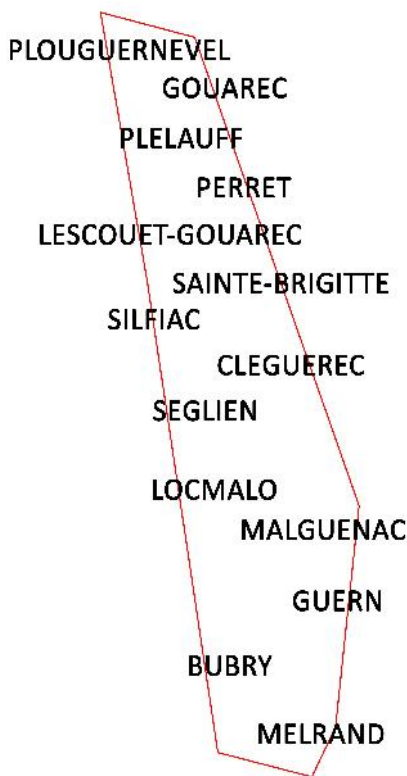 PLOUGUERNEVEL
GOUAREC
PLELAUFF
PERRET
LESCOUET-GOUAREC
SAINTE-BRIGITTE
SILFIAC
CLEGUEREC
SEGLIEN
LOCMALO
MALGUENAC
GUERN
BUBRY
MELRAND